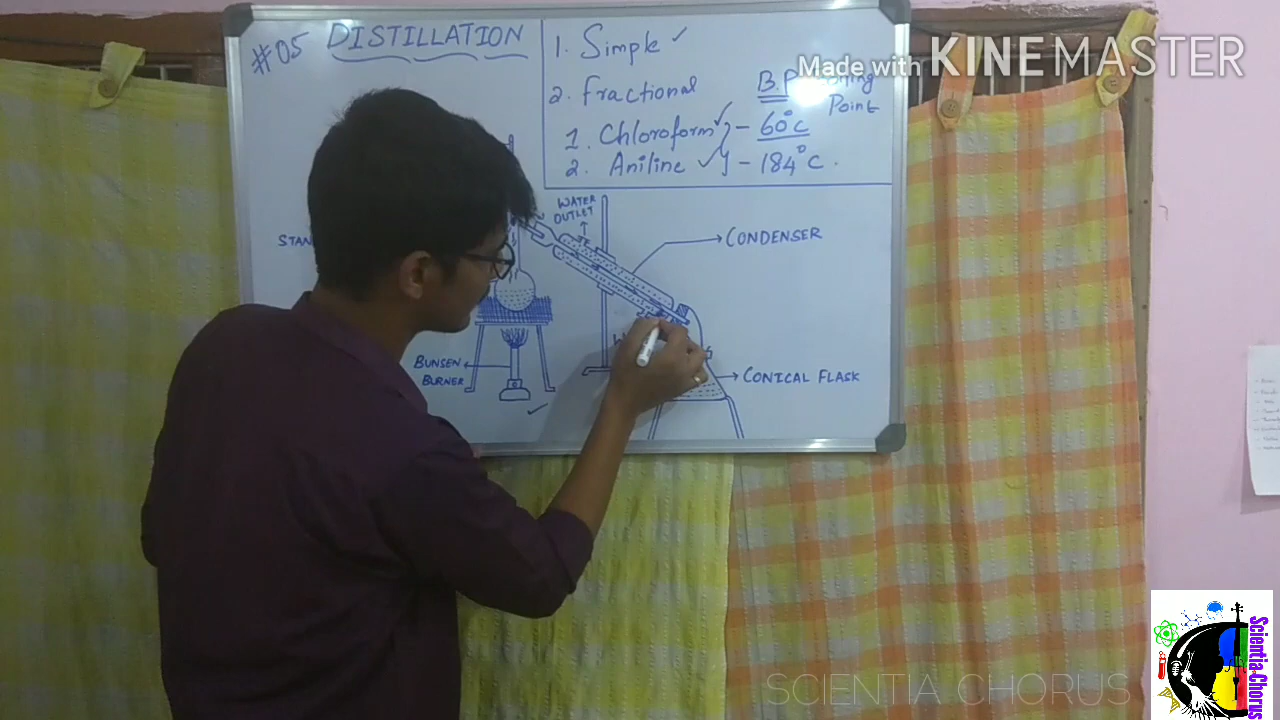 #05 DISTILLATION
1. Simple ✓
2. Fractional
B.P
Point
1. Chloroform ✓ } - 60°C
2. Aniline ✓ } - 184°C.
WATER
OUTLET
CONDENSER
BUNSEN
BURNER
CONICAL FLASK
Made with KINEMASTER
SCIENTIA CHORUS
Scientia-Chorus